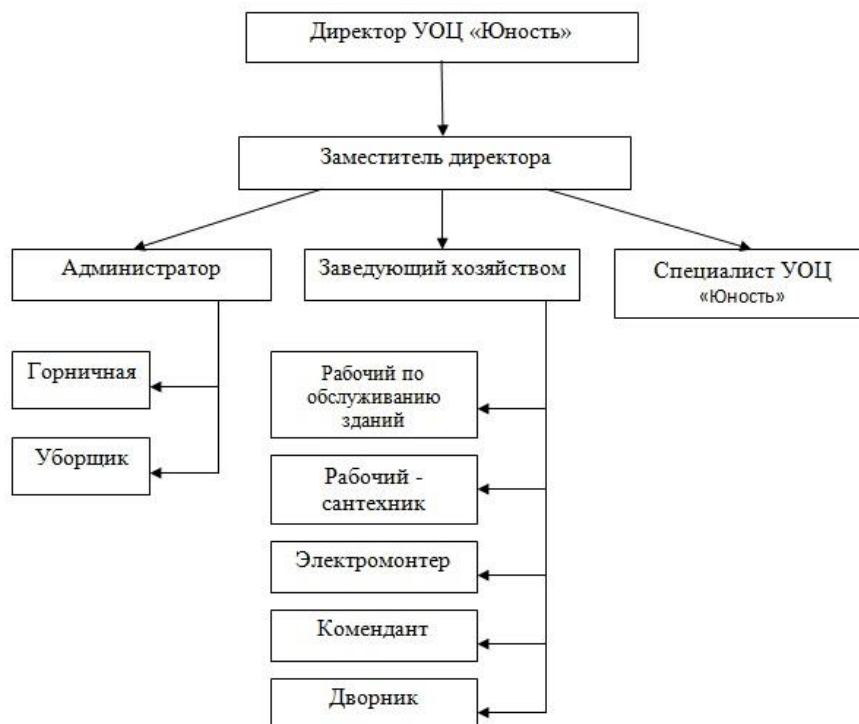 Директор УОЦ «Юность»
Заместитель директора
Администратор
Заведующий хозяйством
Специалист УОЦ
«Юность»
Горничная
Уборщик
Рабочий по
обслуживанию
зданий
Рабочий -
сантехник
Электромонтер
Комендант
Дворник